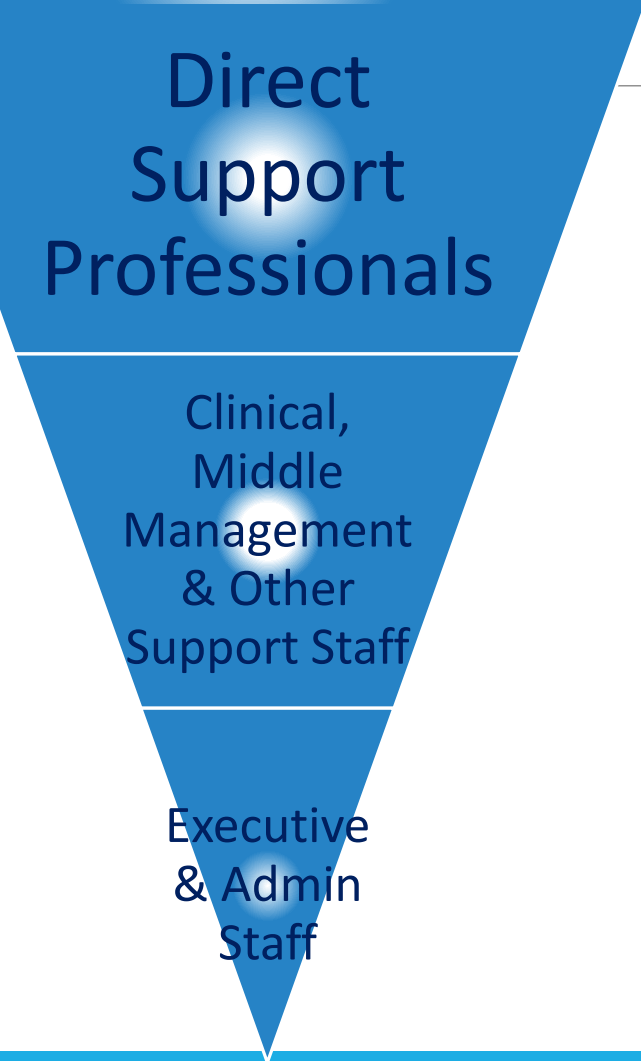 Direct
Support
Professionals
Clinical,
Middle
Management
& Other
Support Staff
Executive
& Admin
Staff